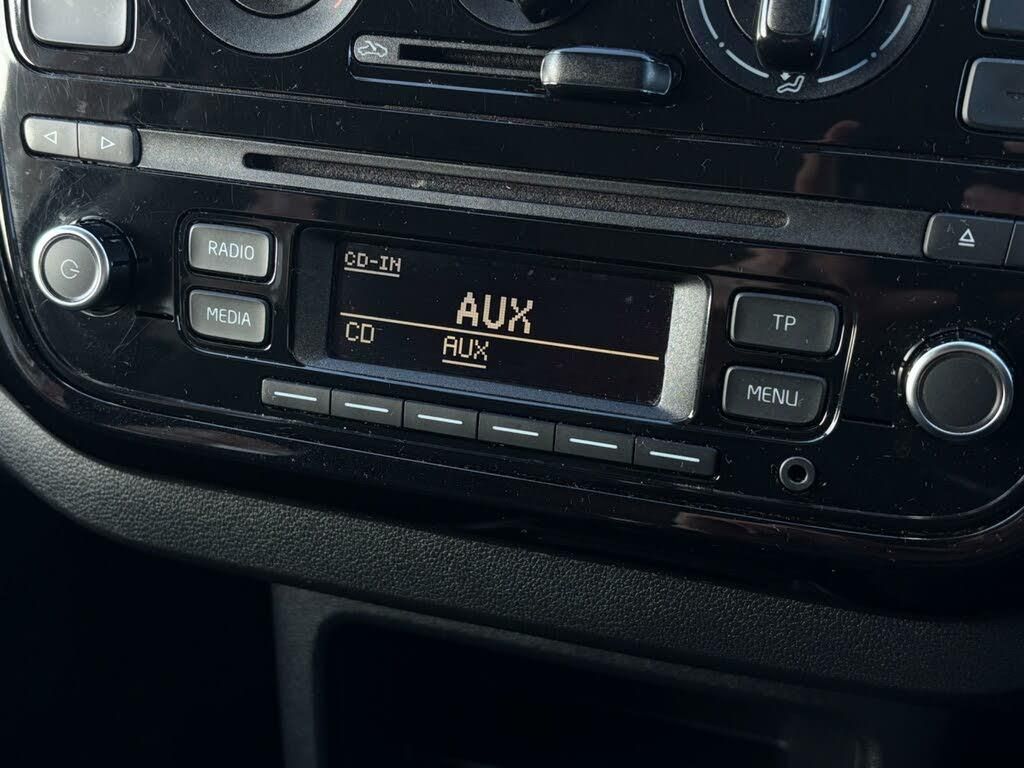 RADIO
MEDIA
CD-IN
AUX
CD AUX
TP
MENU